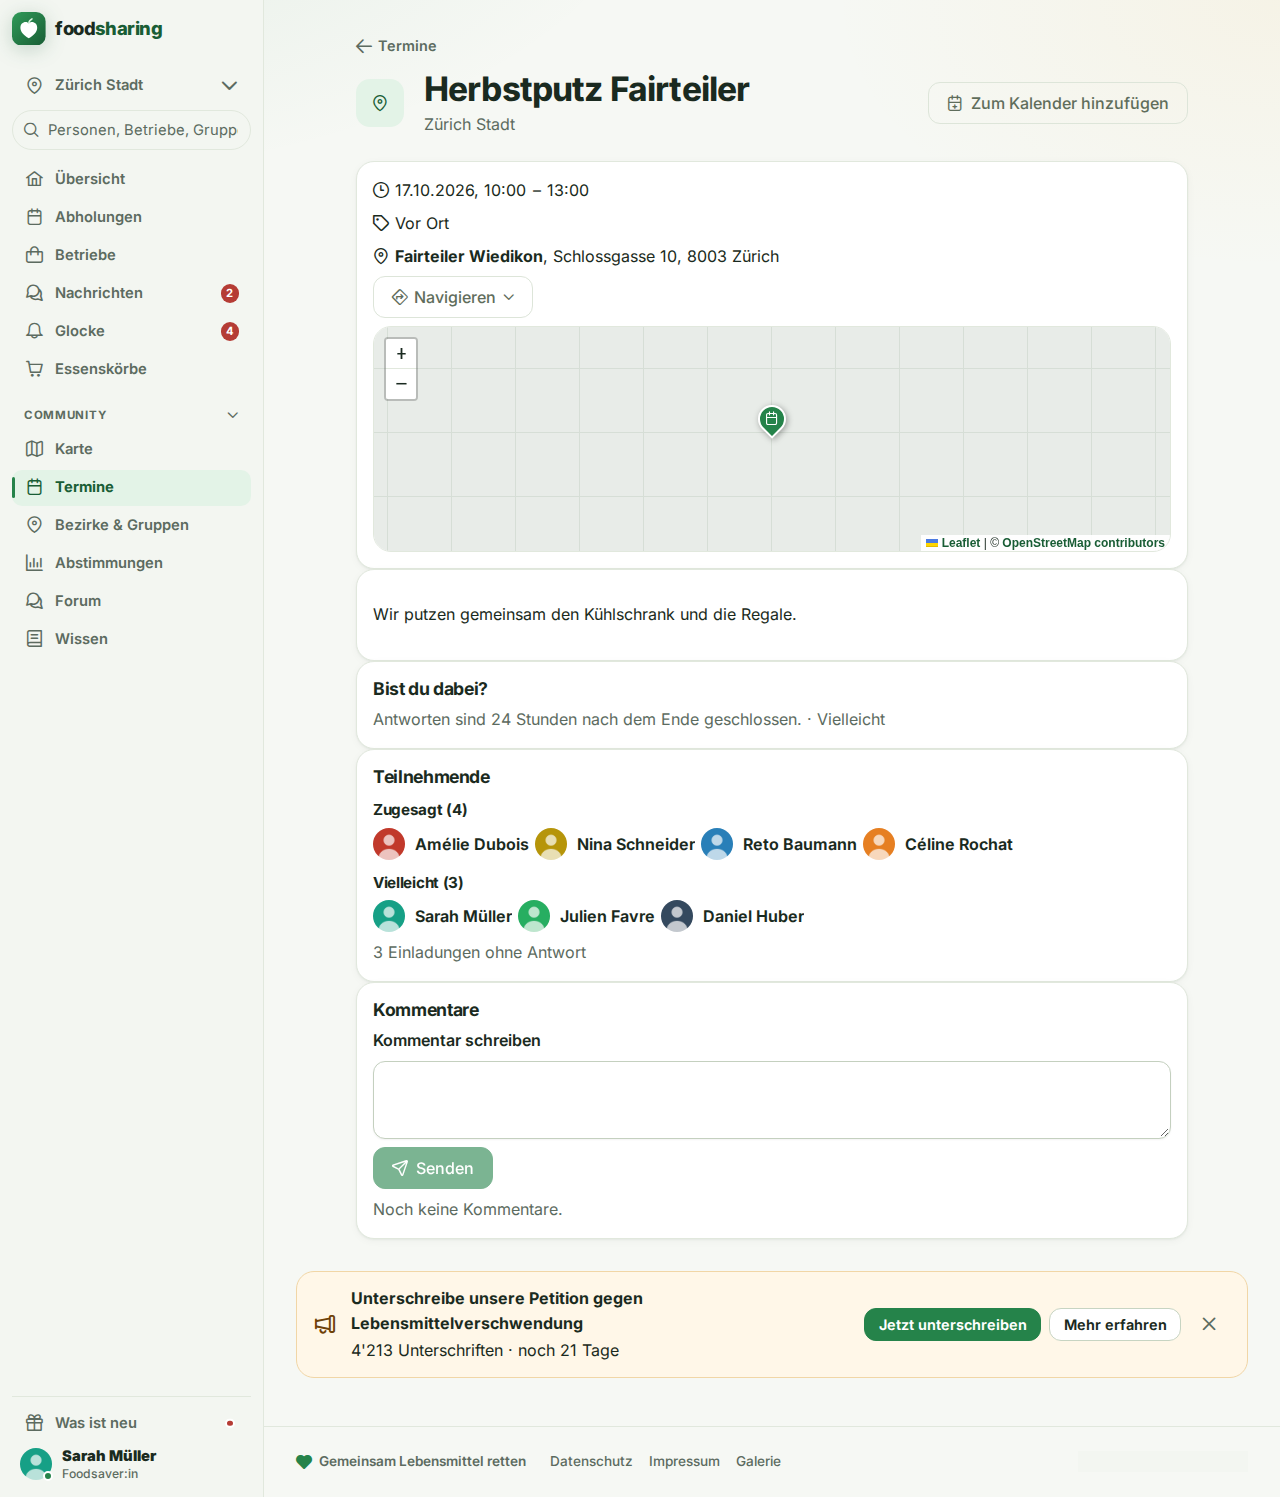 foodsharing
Zürich Stadt
Personen, Betriebe, Grupp
Übersicht
Abholungen
Betriebe
Nachrichten 2
Glocke 4
Essenskörbe
COMMUNITY
Karte
Termine
Bezirke & Gruppen
Abstimmungen
Forum
Wissen
Was ist neu
Sarah Müller
Foodsaver:in
Termine
Herbstputz Fairteiler
Zürich Stadt
Zum Kalender hinzufügen
17.10.2026, 10:00 – 13:00
Vor Ort
Fairteiler Wiedikon, Schlossgasse 10, 8003 Zürich
Navigieren
+
−
Leaflet | © OpenStreetMap contributors
Wir putzen gemeinsam den Kühlschrank und die Regale.
Bist du dabei?
Antworten sind 24 Stunden nach dem Ende geschlossen. · Vielleicht
Teilnehmende
Zugesagt (4)
Amélie Dubois Nina Schneider Reto Baumann Céline Rochat
Vielleicht (3)
Sarah Müller Julien Favre Daniel Huber
3 Einladungen ohne Antwort
Kommentare
Kommentar schreiben
Senden
Noch keine Kommentare.
Unterschreibe unsere Petition gegen
Lebensmittelverschwendung
4'213 Unterschriften · noch 21 Tage
Jetzt unterschreiben
Mehr erfahren
Gemeinsam Lebensmittel retten Datenschutz Impressum Galerie